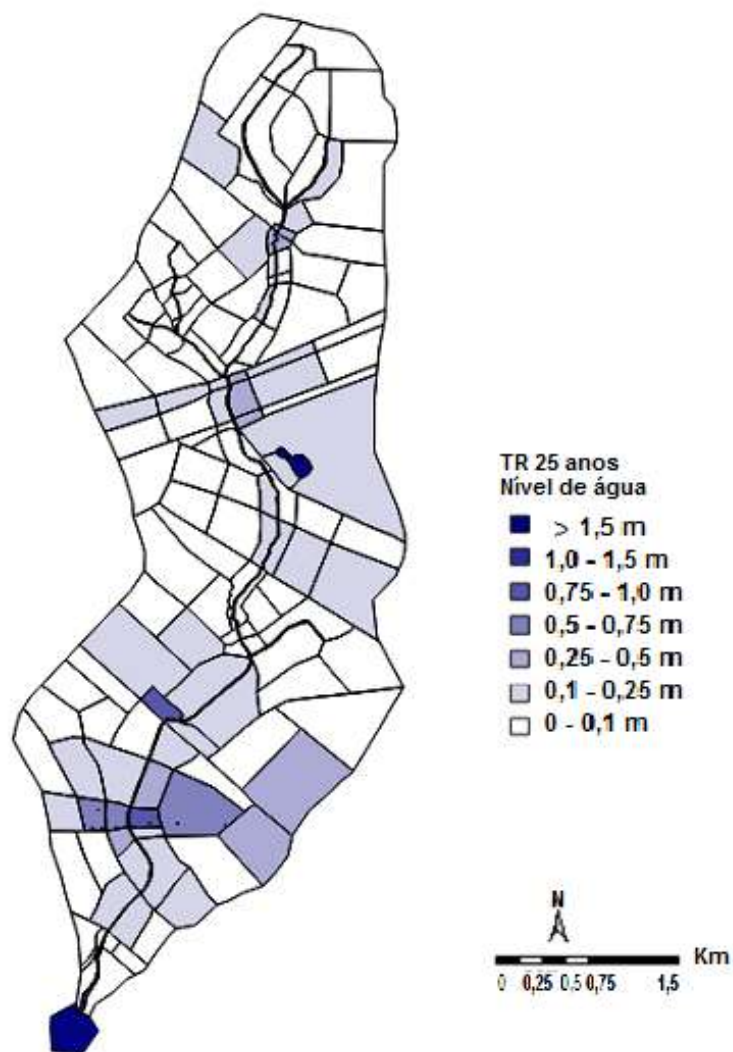 TR 25 anos
Nível de água
> 1,5 m
1,0 - 1,5 m
0,75 - 1,0 m
0,5 - 0,75 m
0,25 - 0,5 m
0,1 - 0,25 m
0 - 0,1 m
N
Km
0 0,25 0,5 0,75 1,5